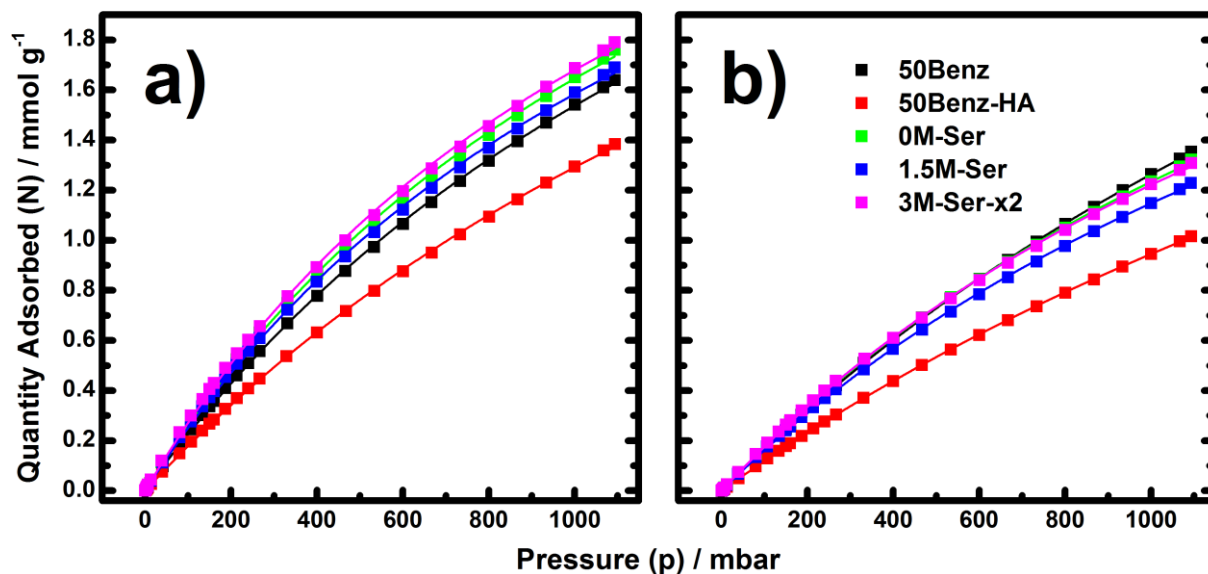 a)
b)
1.8
1.6
1.4
1.2
1.0
0.8
0.6
0.4
0.2
0.0
Quantity Adsorbed (N) / mmol g⁻¹
50Benz
50Benz-HA
0M-Ser
1.5M-Ser
3M-Ser-x2
0 200 400 600 800 1000
0 200 400 600 800 1000
Pressure (p) / mbar